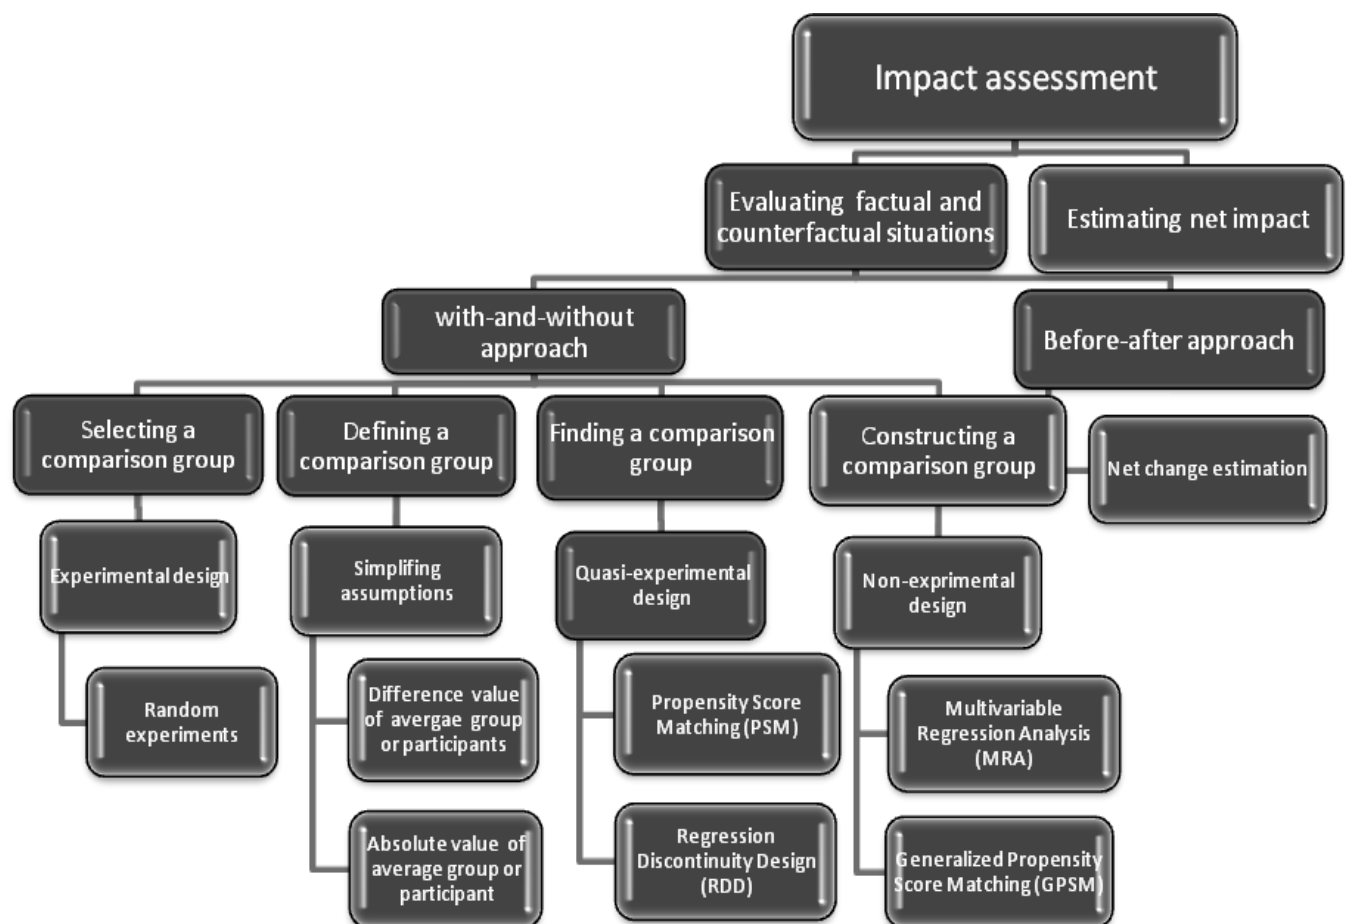 Impact assessment
Evaluating factual and
counterfactual situations
Estimating net impact
with-and-without
approach
Before-after approach
Selecting a
comparison group
Defining a
comparison group
Finding a comparison
group
Constructing a
comparison group
Net change estimation
Experimental design
Simplifing
assumptions
Quasi-experimental
design
Non-exprimental
design
Random
experiments
Difference value
of avergae group
or participants
Propensity Score
Matching (PSM)
Multivariable
Regression Analysis
(MRA)
Absolute value of
average group or
participant
Regression
Discontinuity Design
(RDD)
Generalized Propensity
Score Matching (GPSM)